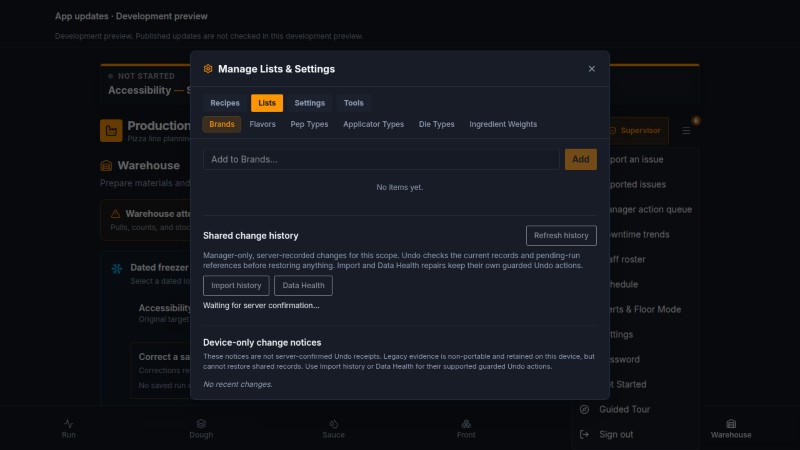 App updates · Development preview
Development preview. Published updates are not checked in this development preview.
NOT STARTED
Accessibility — S
Production
Pizza line plannin
Supervisor
6
Warehouse
Prepare materials and
Warehouse atte
Pulls, counts, and stoc
Dated freezer
Select a dated lo
Accessibility
Original target
Correct a sa
Corrections re
No saved run c
Manage Lists & Settings
Recipes
Lists
Settings
Tools
Brands
Flavors
Pep Types
Applicator Types
Die Types
Ingredient Weights
Add to Brands...
Add
No items yet.
Shared change history
Refresh history
Manager-only, server-recorded changes for this scope. Undo checks the current records and pending-run
references before restoring anything. Import and Data Health repairs keep their own guarded Undo actions.
Import history
Data Health
Waiting for server confirmation...
Device-only change notices
These notices are not server-confirmed Undo receipts. Legacy evidence is non-portable and retained on this device, but
cannot restore shared records. Use Import history or Data Health for their supported guarded Undo actions.
No recent changes.
port an issue
ported issues
anager action queue
owntime trends
aff roster
hedule
erts & Floor Mode
ttings
ssword
et Started
Guided Tour
Sign out
Run
Dough
Sauce
Front
Warehouse